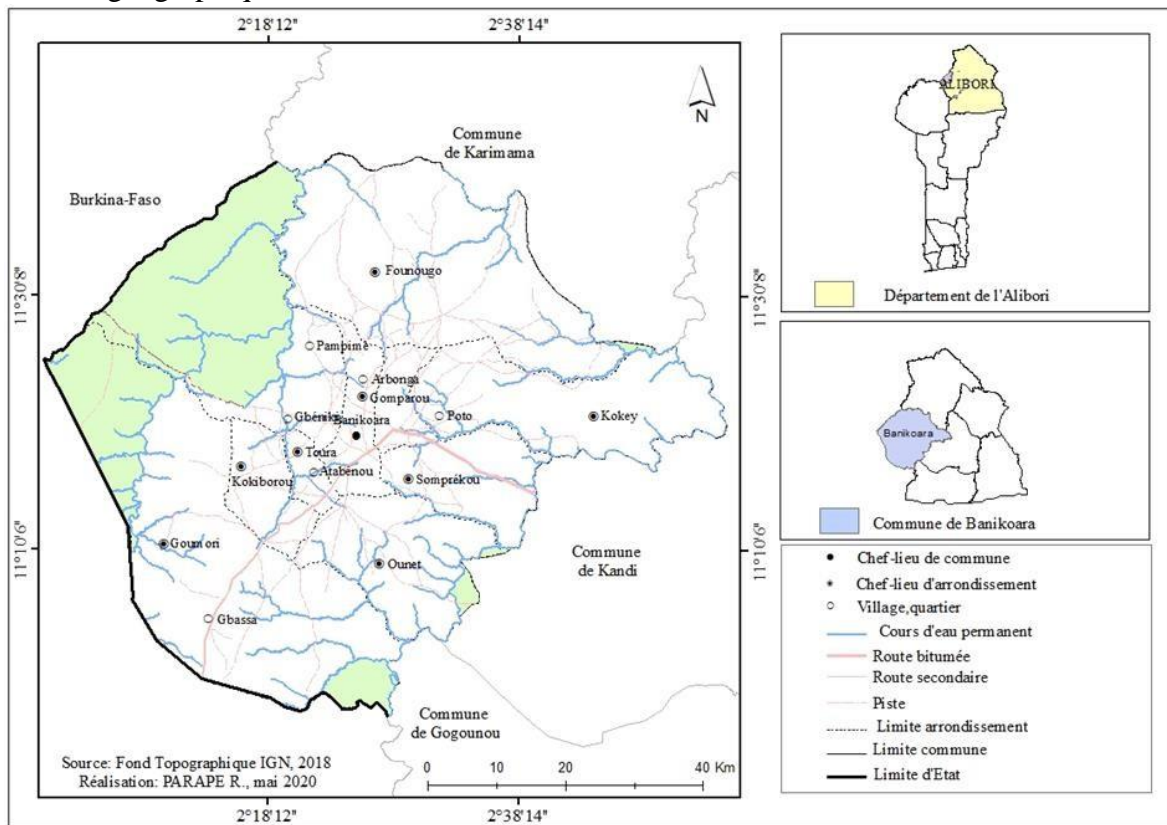 2°18'12"
2°38'14"
N
Commune
de Karimama
Burkina-Faso
11°30'8"
11°30'8"
Founougo
Pampimè
Arbonga
Gomparou
Gbéniki
Banikoara
Poto
Kokey
Toura
Atabénou
Kokiborou
Somprékou
Goumori
Ounet
11°10'6"
11°10'6"
Commune
de Kandi
Gbassa
Commune
de Gogounou
Source: Fond Topographique IGN, 2018
Réalisation: PARAPE R., mai 2020
0 10 20 40 Km
2°18'12"
2°38'14"
ALIBORI
Département de l'Alibori
Banikoara
Commune de Banikoara
Chef-lieu de commune
Chef-lieu d'arrondissement
Village,quartier
Cours d'eau permanent
Route bitumée
Route secondaire
Piste
Limite arrondissement
Limite commune
Limite d'Etat